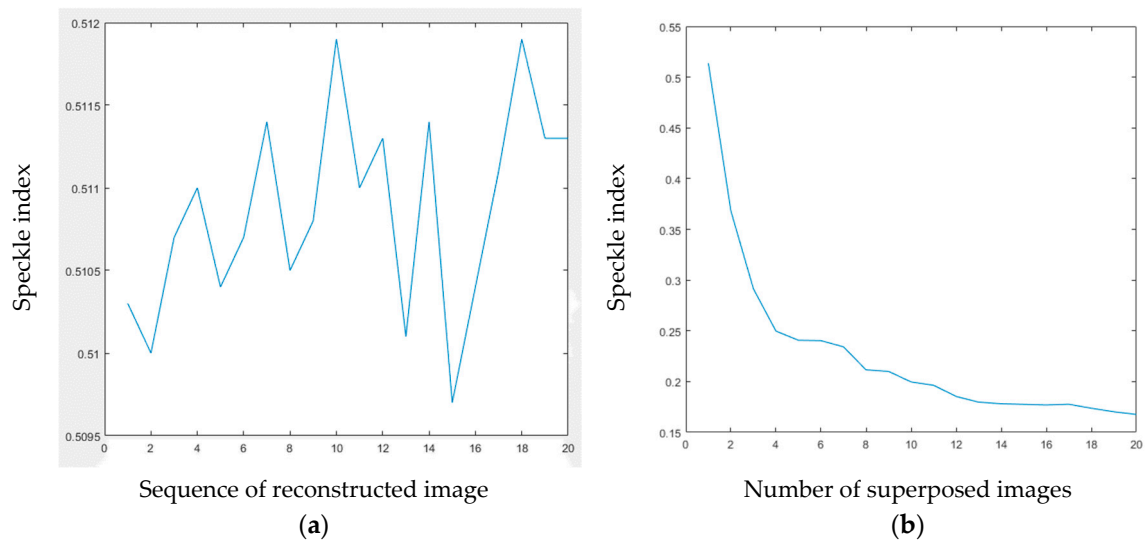 0.512
0.5115
0.511
0.5105
0.51
0.5095
0 2 4 6 8 10 12 14 16 18 20
Speckle index
Sequence of reconstructed image
(a)
0.55
0.5
0.45
0.4
0.35
0.3
0.25
0.2
0.15
0 2 4 6 8 10 12 14 16 18 20
Speckle index
Number of superposed images
(b)